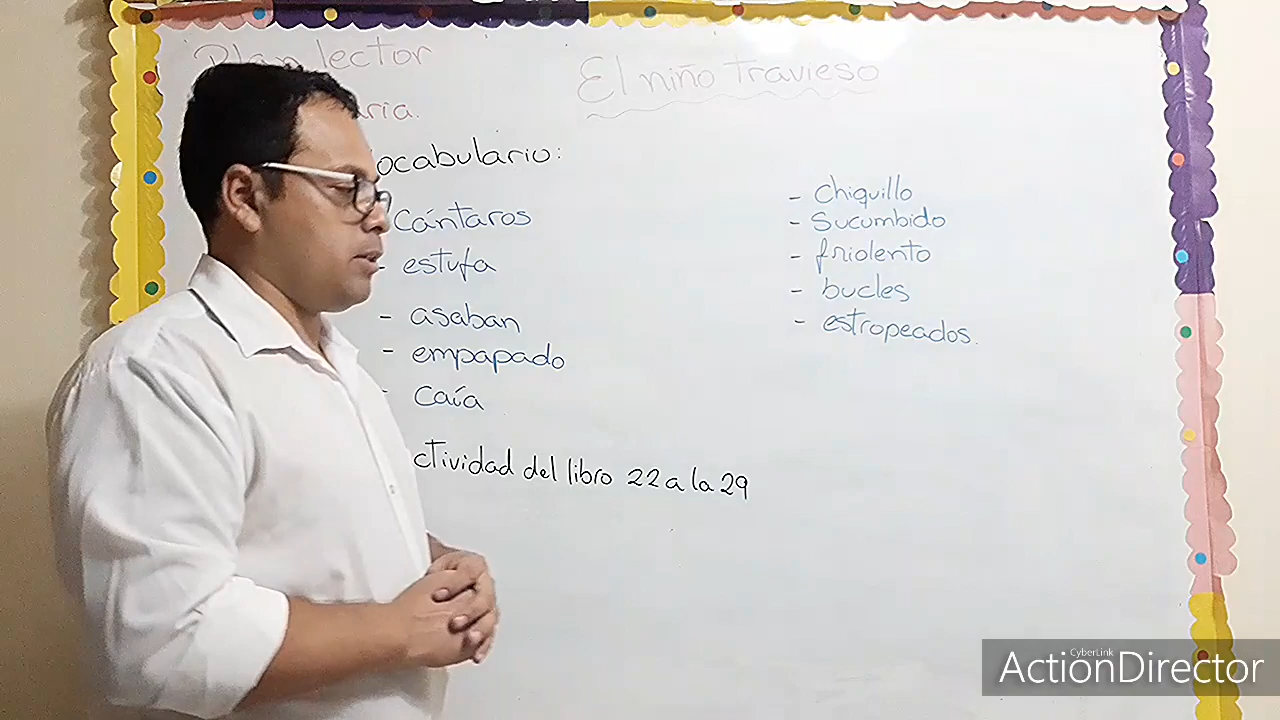 Plan lector
El niño travieso
aria.
ocabulario:
Cántaros
- estufa
- asaban
- empapado
- caía
- chiquillo
- Sucumbido
- friolento
- bucles
- estropeados.
ctividad del libro 22 a la 29
CyberLink
ActionDirector